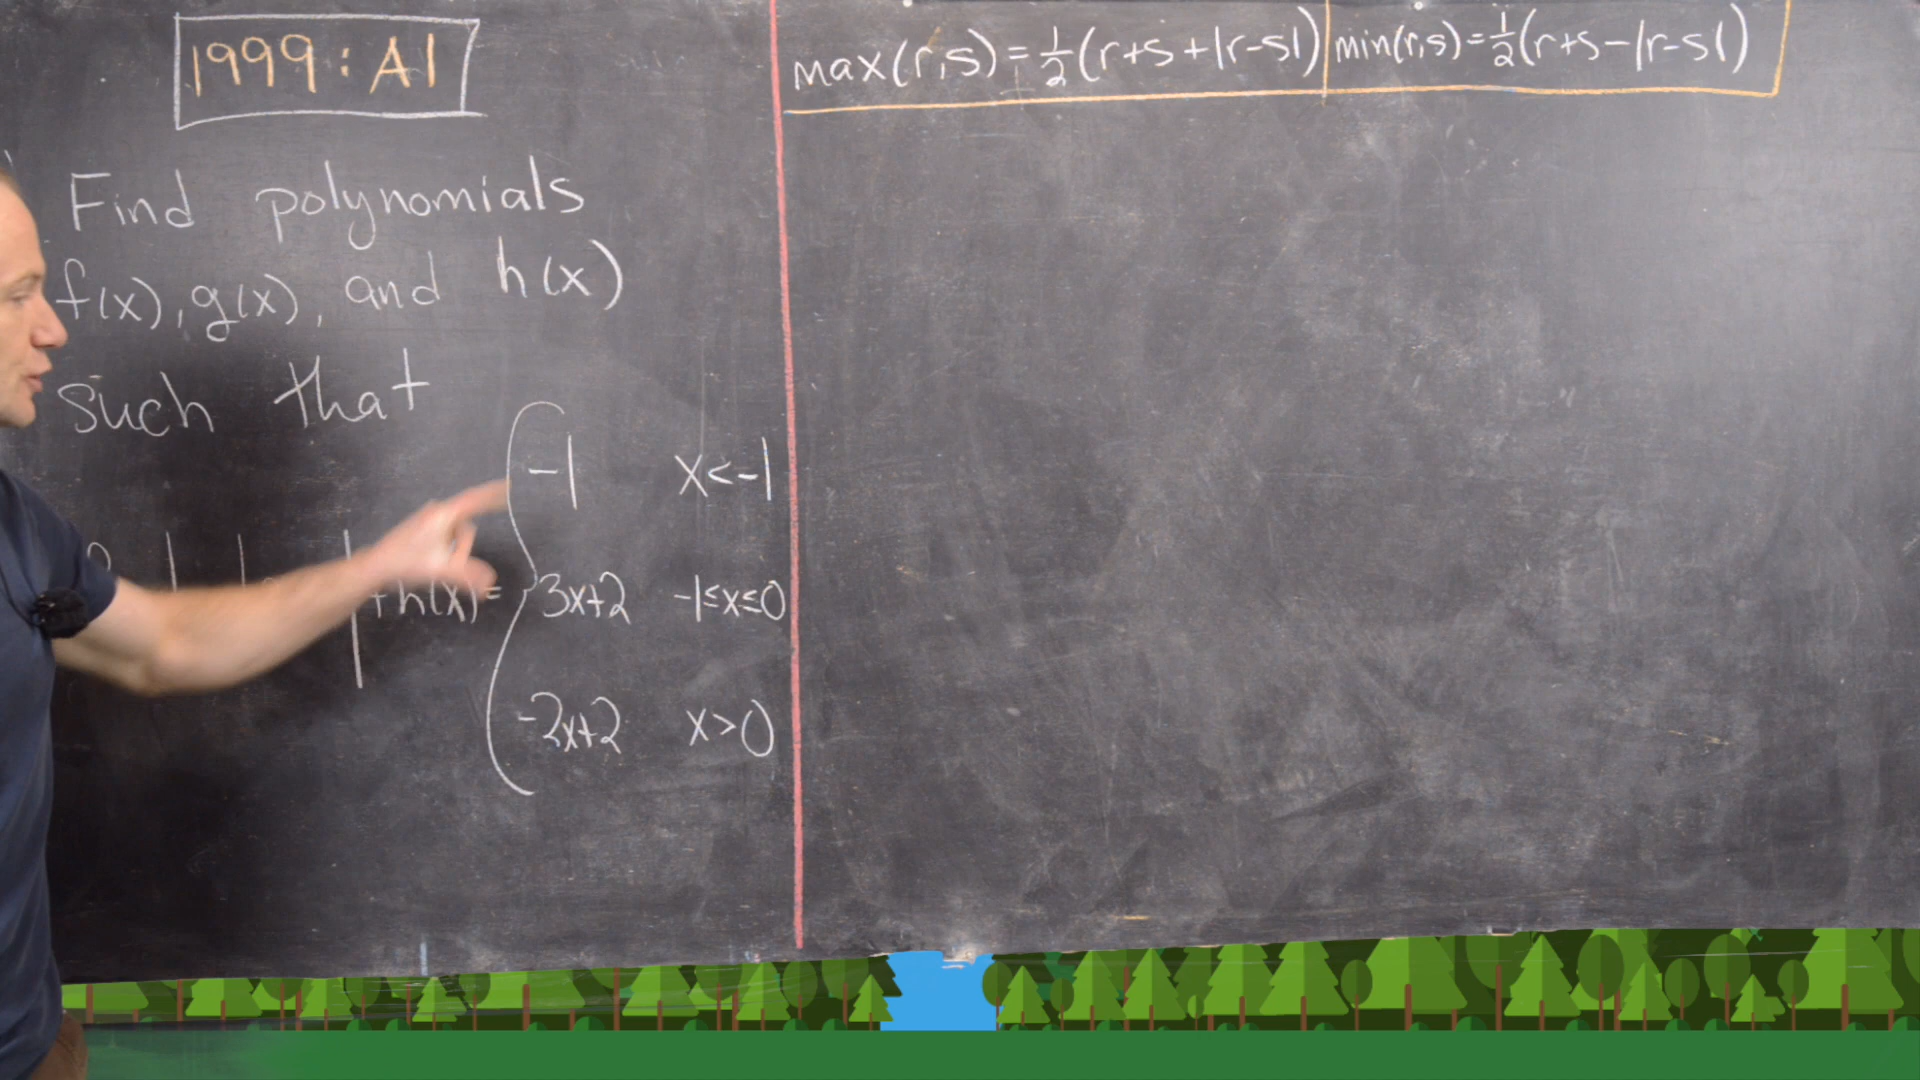 1999: A1
max(r,s) = 1/2 (r+s+|r-s|) min(r,s) = 1/2 (r+s-|r-s|)
Find polynomials
f(x), g(x), and h(x)
such that
-1 x<-1
+h(x)= 3x+2 -1≤x≤0
-2x+2 x>0